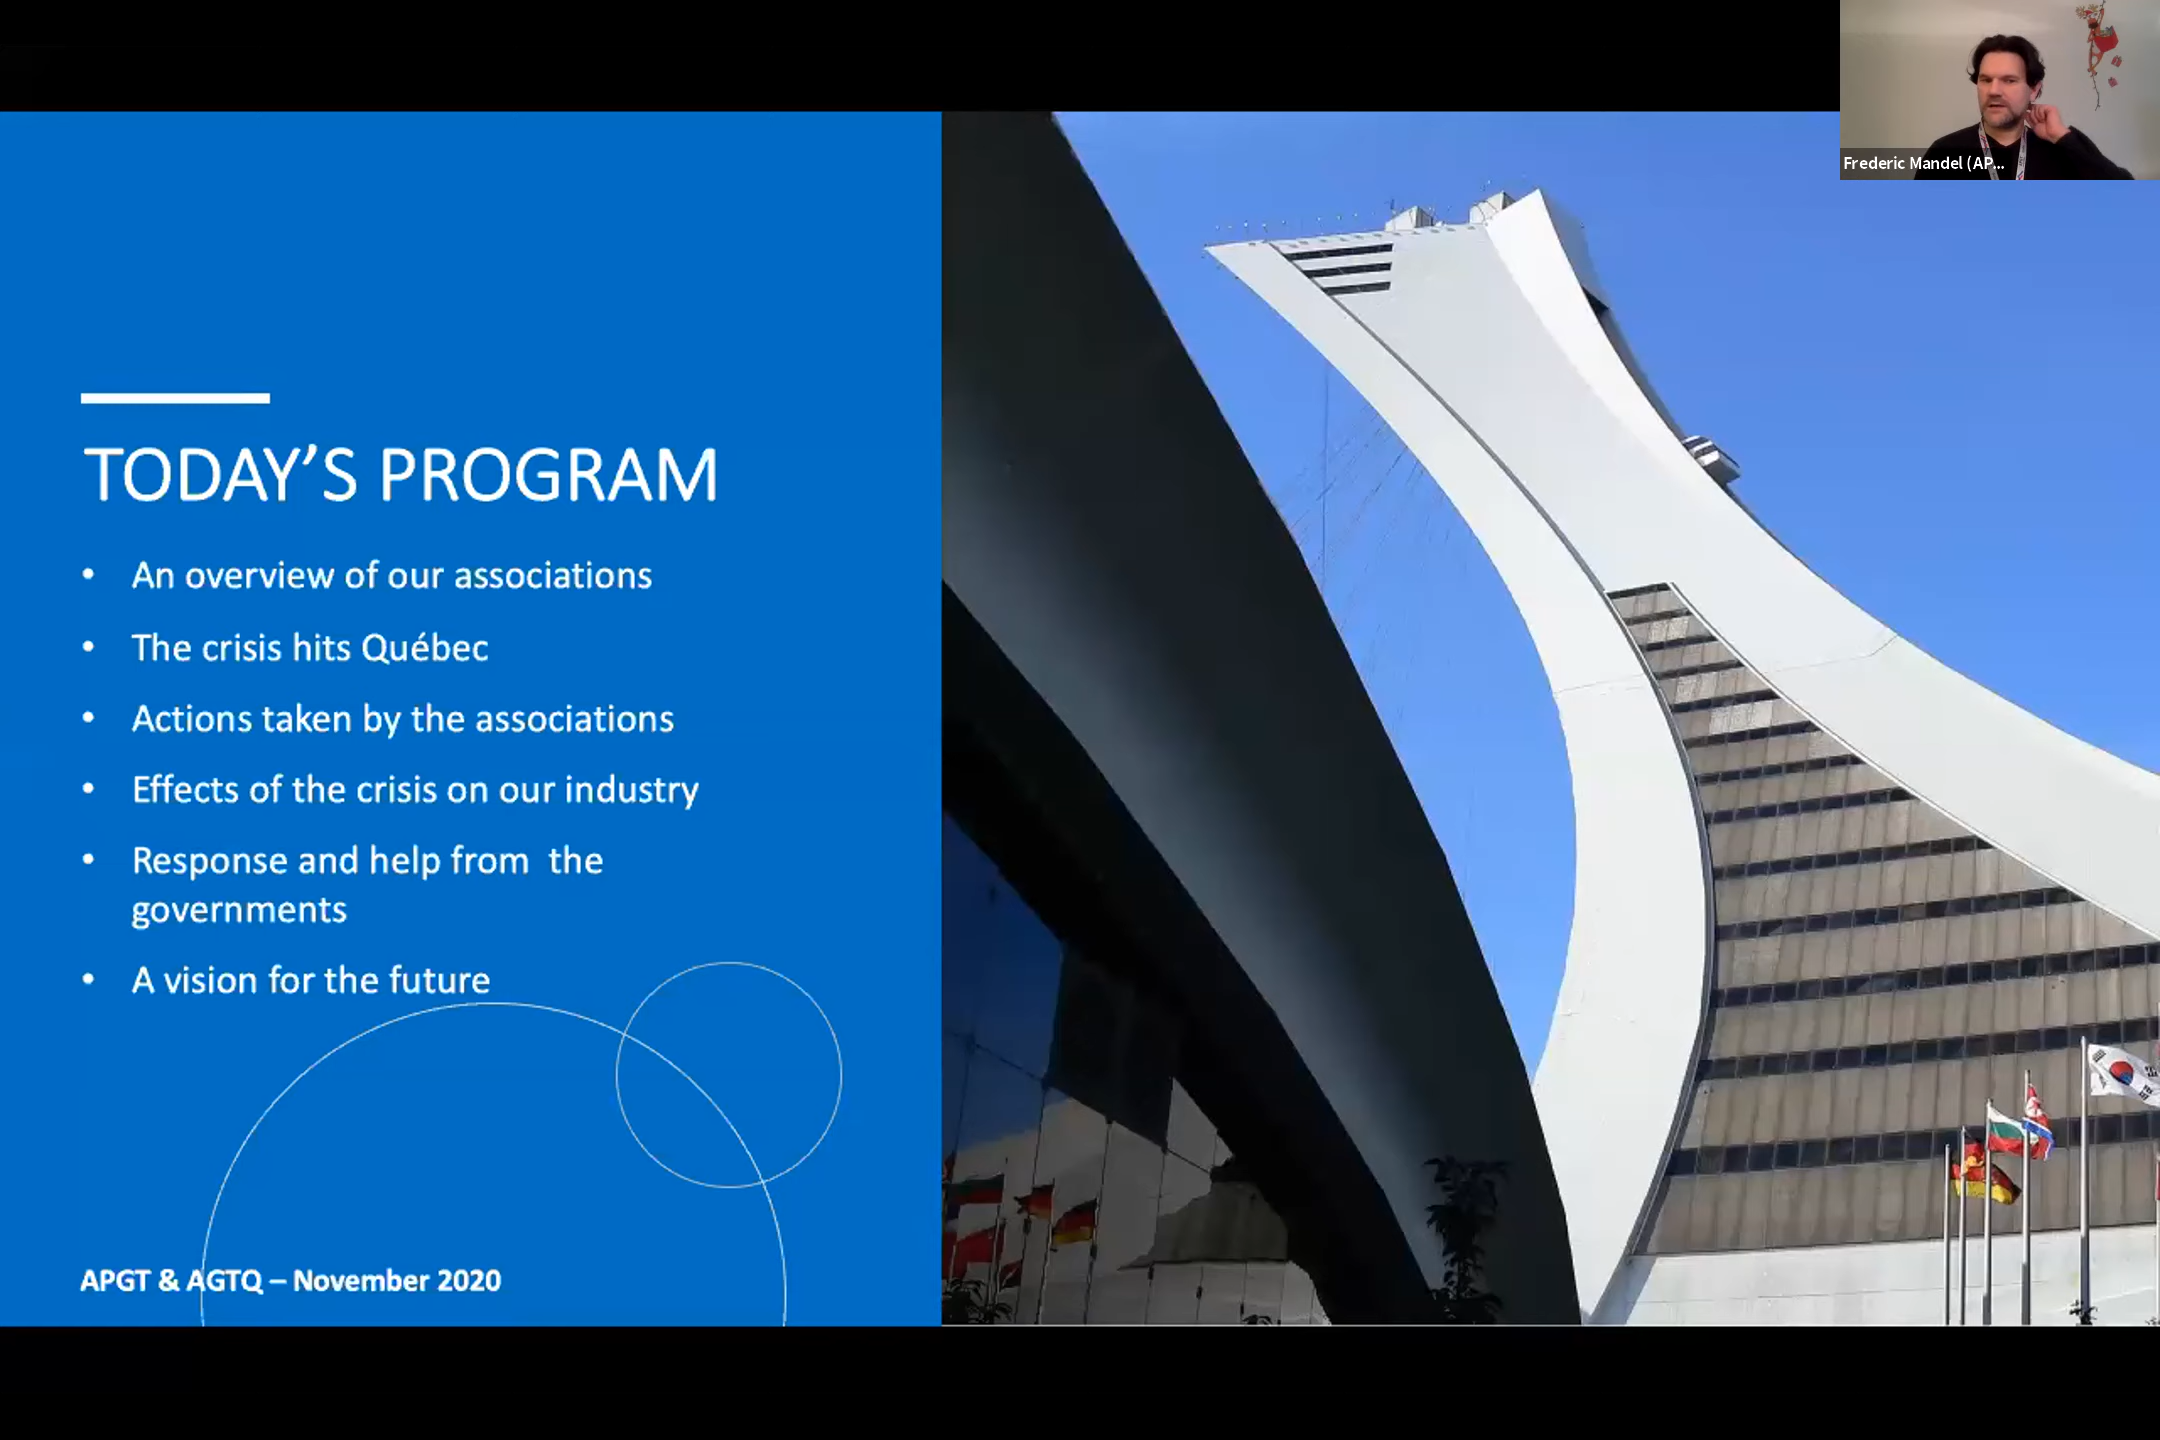 Frederic Mandel (AP...
TODAY’S PROGRAM
• An overview of our associations
• The crisis hits Québec
• Actions taken by the associations
• Effects of the crisis on our industry
• Response and help from  the
governments
• A vision for the future
APGT & AGTQ – November 2020